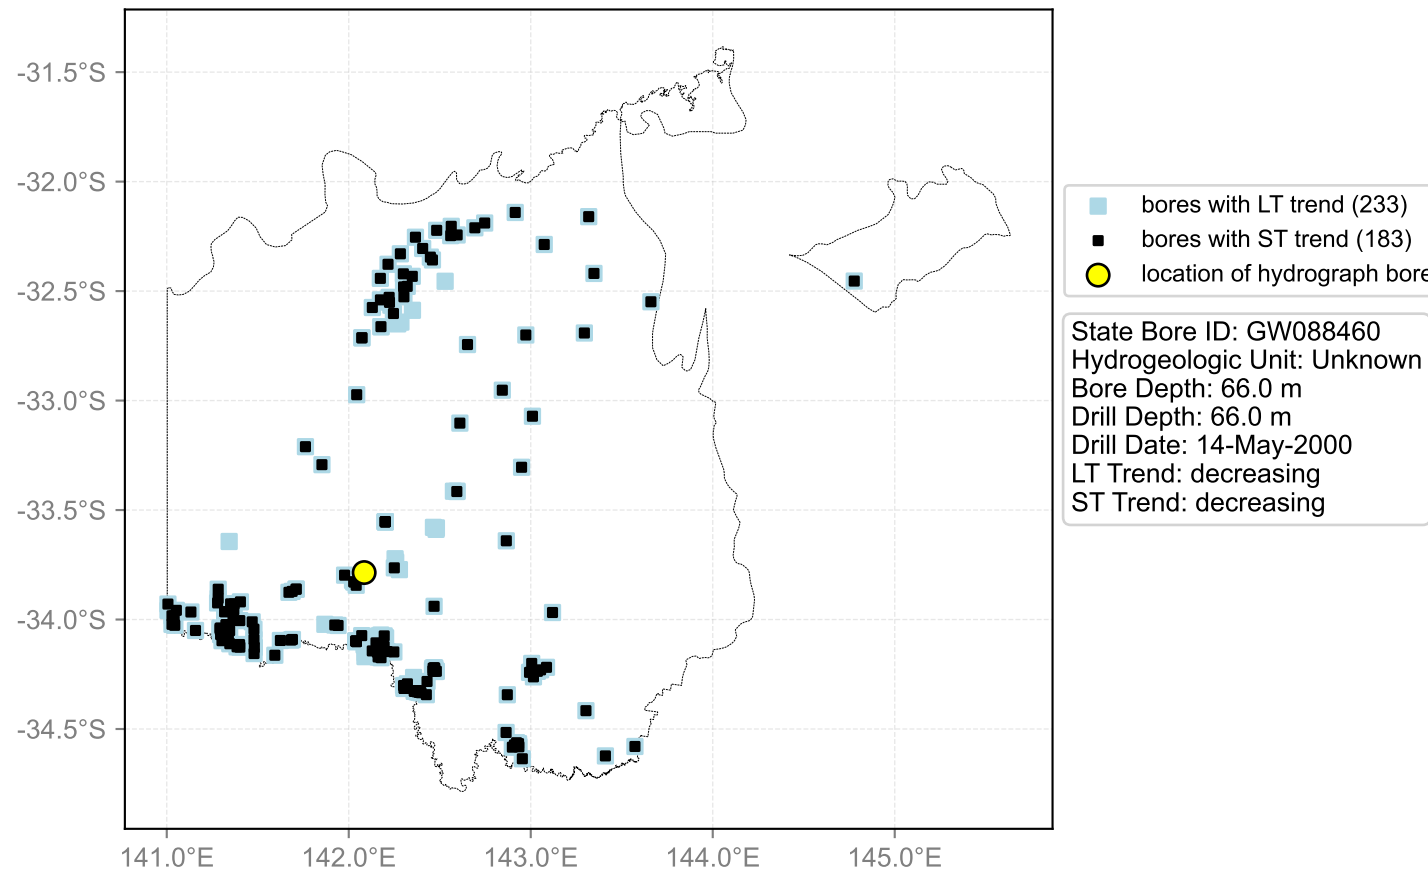 -31.5°S
-32.0°S
-32.5°S
-33.0°S
-33.5°S
-34.0°S
-34.5°S
141.0°E
142.0°E
143.0°E
144.0°E
145.0°E
bores with LT trend (233)
bores with ST trend (183)
location of hydrograph bore
State Bore ID: GW088460
Hydrogeologic Unit: Unknown
Bore Depth: 66.0 m
Drill Depth: 66.0 m
Drill Date: 14-May-2000
LT Trend: decreasing
ST Trend: decreasing